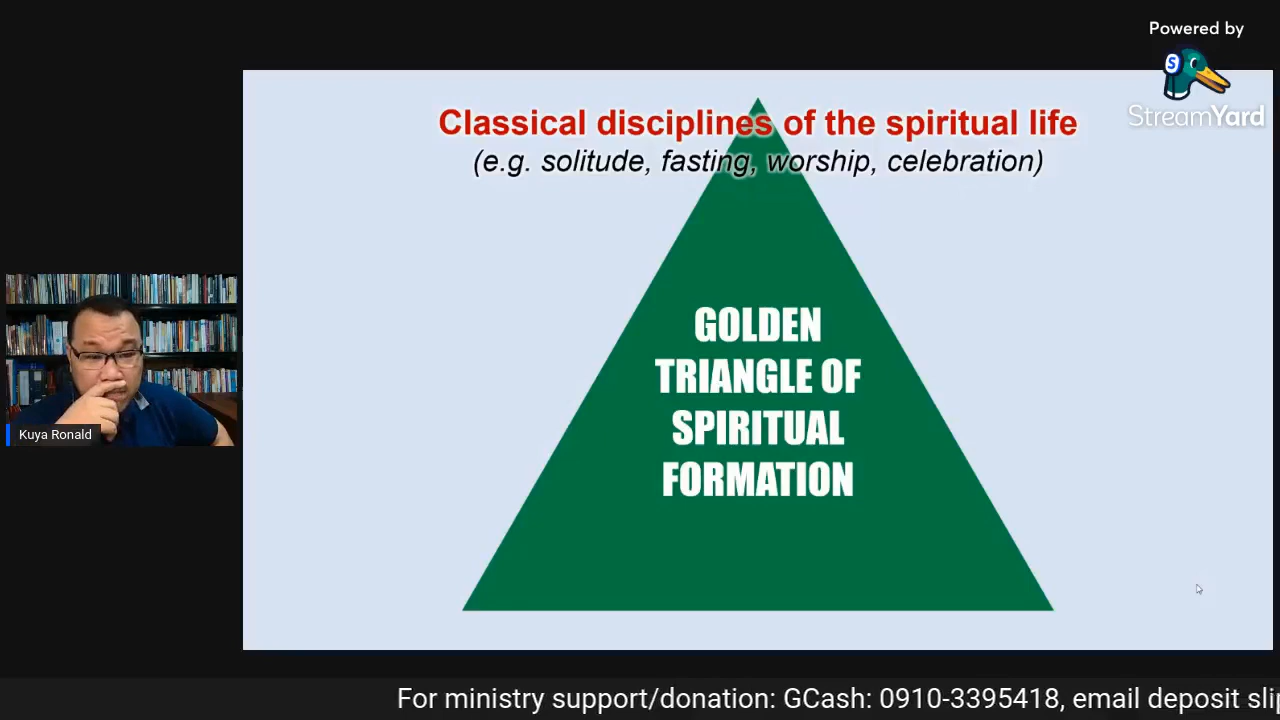 Powered by
StreamYard
Classical disciplines of the spiritual life
(e.g. solitude, fasting, worship, celebration)
GOLDEN
TRIANGLE OF
SPIRITUAL
FORMATION
Kuya Ronald
For ministry support/donation: GCash: 0910-3395418, email deposit